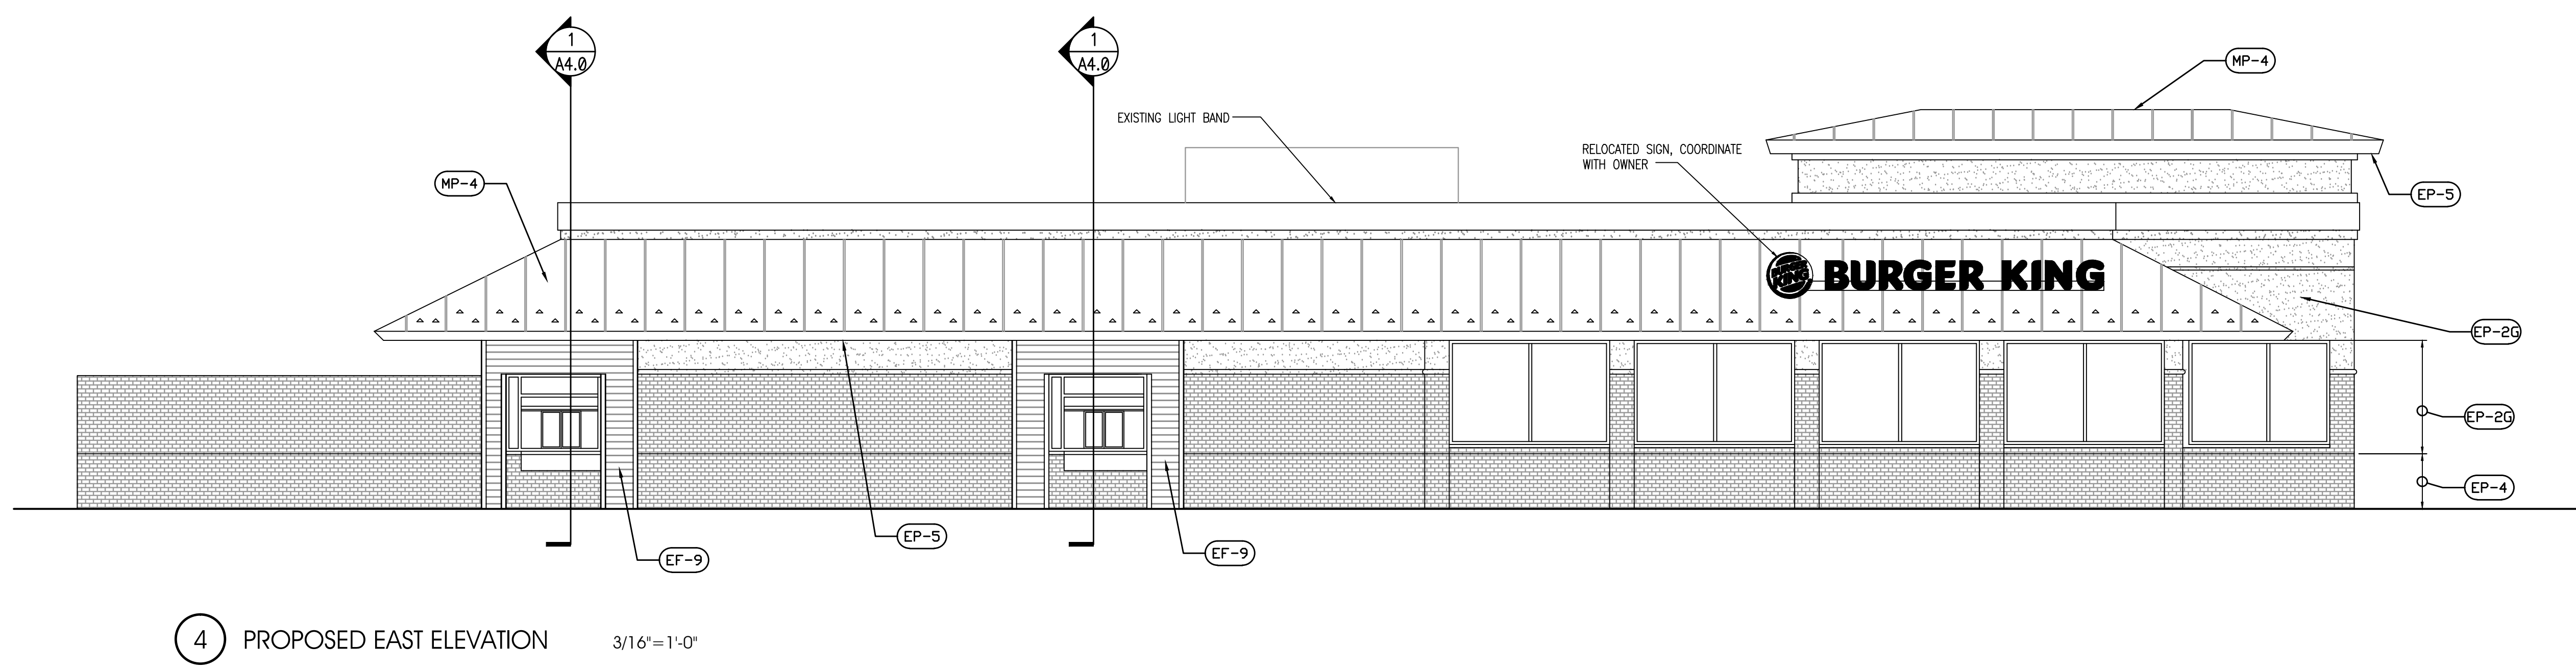 1
A4.0
1
A4.0
MP-4
EXISTING LIGHT BAND
RELOCATED SIGN, COORDINATE
WITH OWNER
MP-4
EP-5
BURGER
KING
BURGER KING
EP-2G
EP-2G
EP-4
EF-9
EP-5
EF-9
4
PROPOSED EAST ELEVATION
3/16"=1'-0"